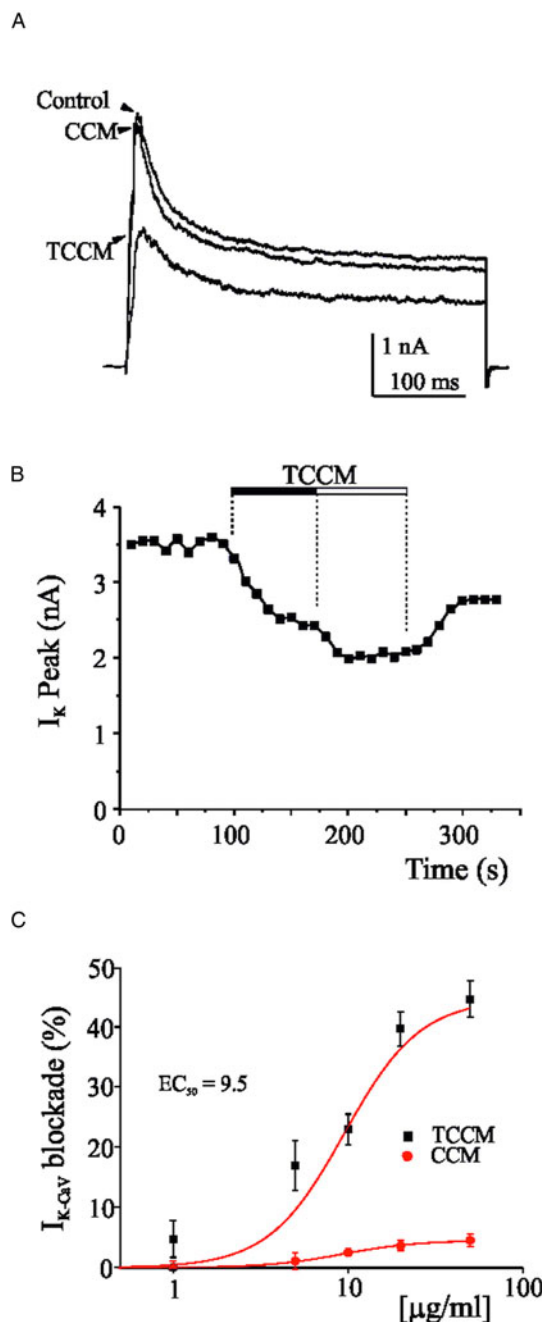 A
Control
CCM
TCCM
1 nA
100 ms
B
TCCM
4
3
2
1
0
I_K Peak (nA)
0
100
200
300
Time (s)
C
50
40
30
20
10
0
I_K-CaV blockade (%)
EC_50 = 9.5
TCCM
CCM
1
10
100
[µg/ml]